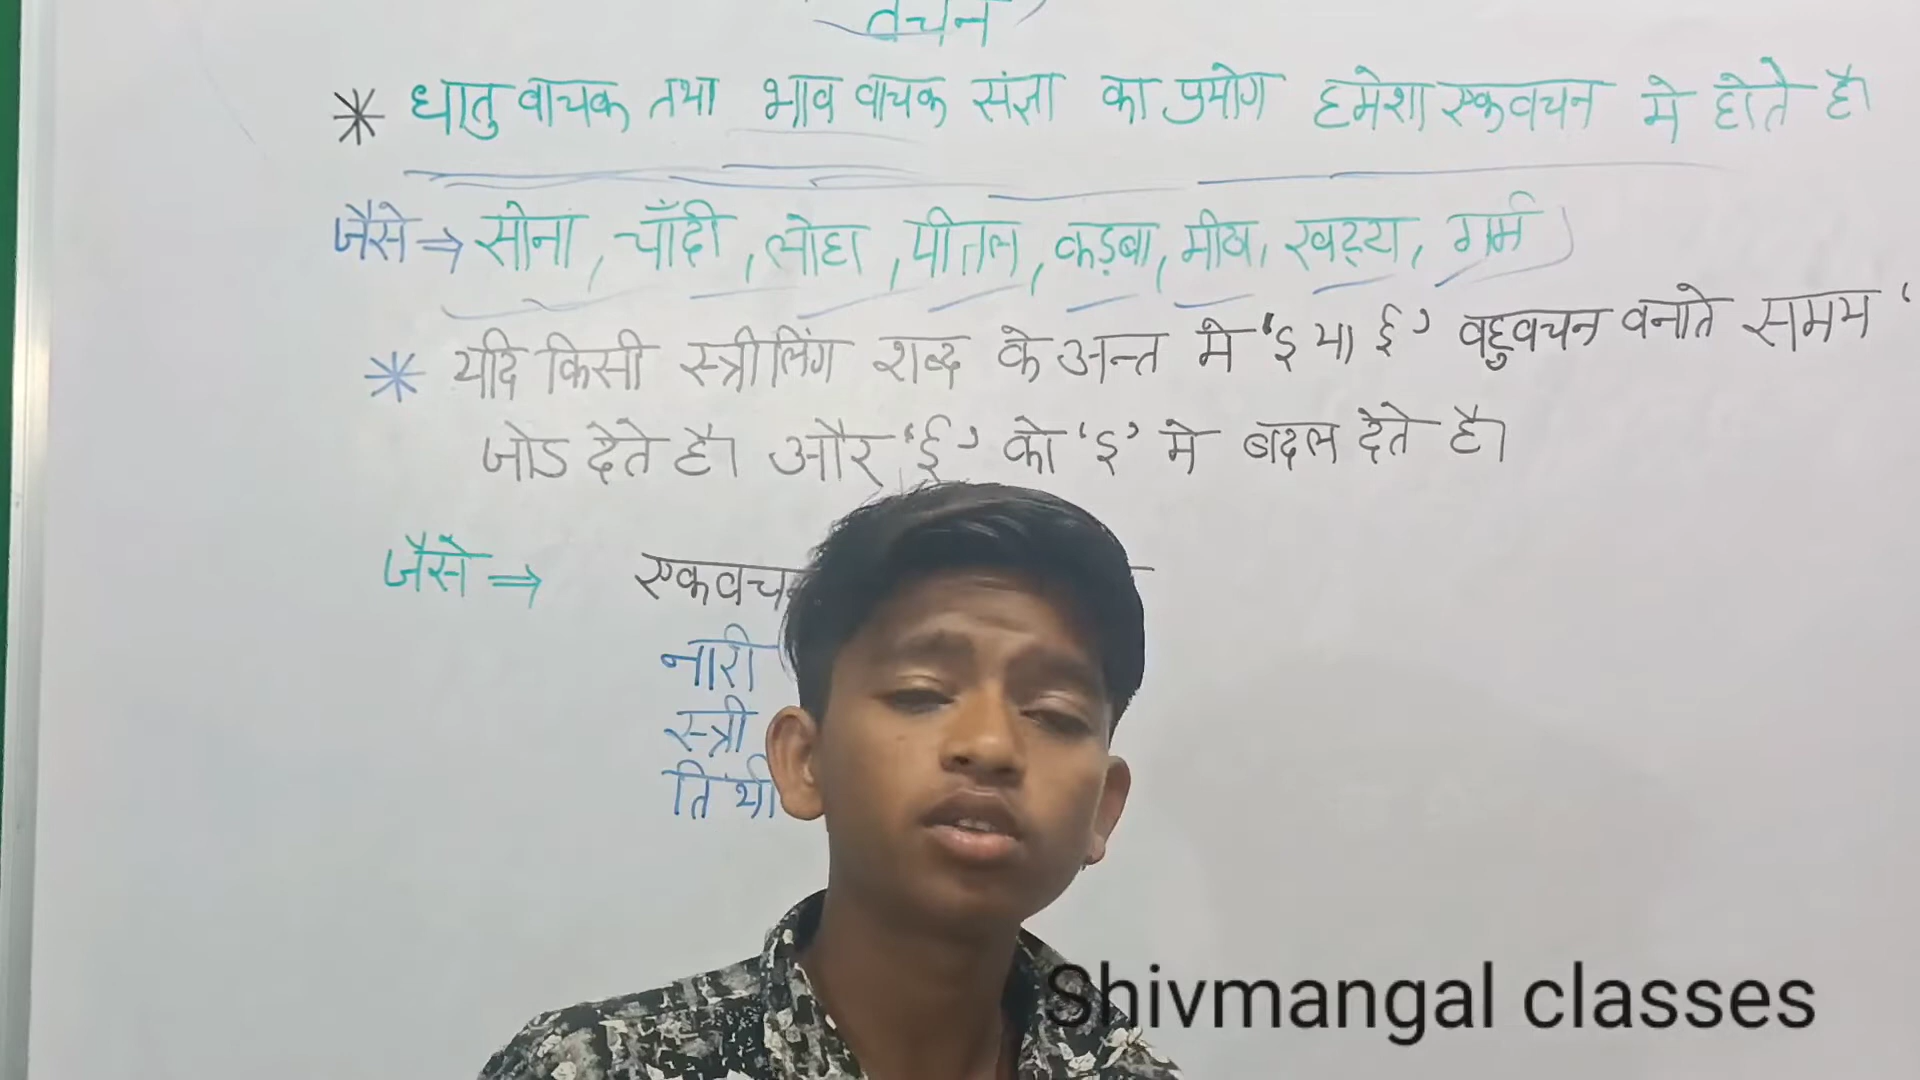 वचन
* धातु वाचक तथा भाव वाचक संज्ञा का प्रयोग हमेशा एकवचन मे होते है।
जैसे ⇒ सोना, चाँदी, लोहा, पीतल, कड़बा, मीठा, खट्टा, गर्म
* यदि किसी स्त्रीलिंग शब्द के अन्त मे 'इ या ई' बहुवचन बनाते समय '
जोड देते है। और 'ई' को 'इ' मे बदल देते है।
जैसे ⇒ एकवचन
नारी
स्त्री
तिथी
Shivmangal classes